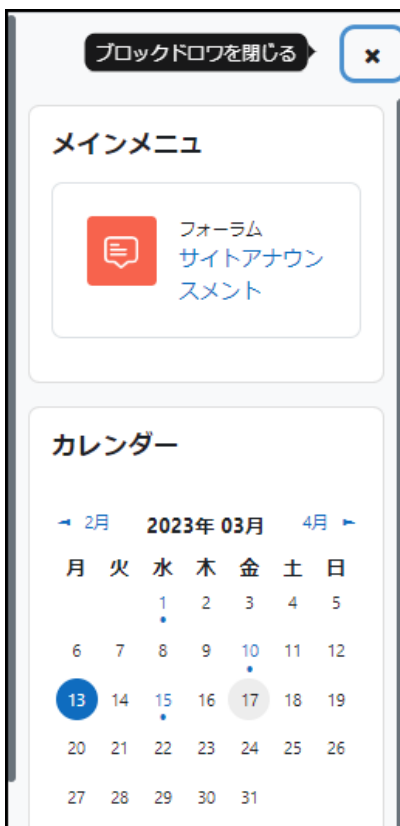 ブロックドロワを閉じる
×
メインメニュ
フォーラム
サイトアナウン
スメント
カレンダー
◄ 2月 2023年 03月 4月 ►
月 火 水 木 金 土 日
1 2 3 4 5
6 7 8 9 10 11 12
13 14 15 16 17 18 19
20 21 22 23 24 25 26
27 28 29 30 31